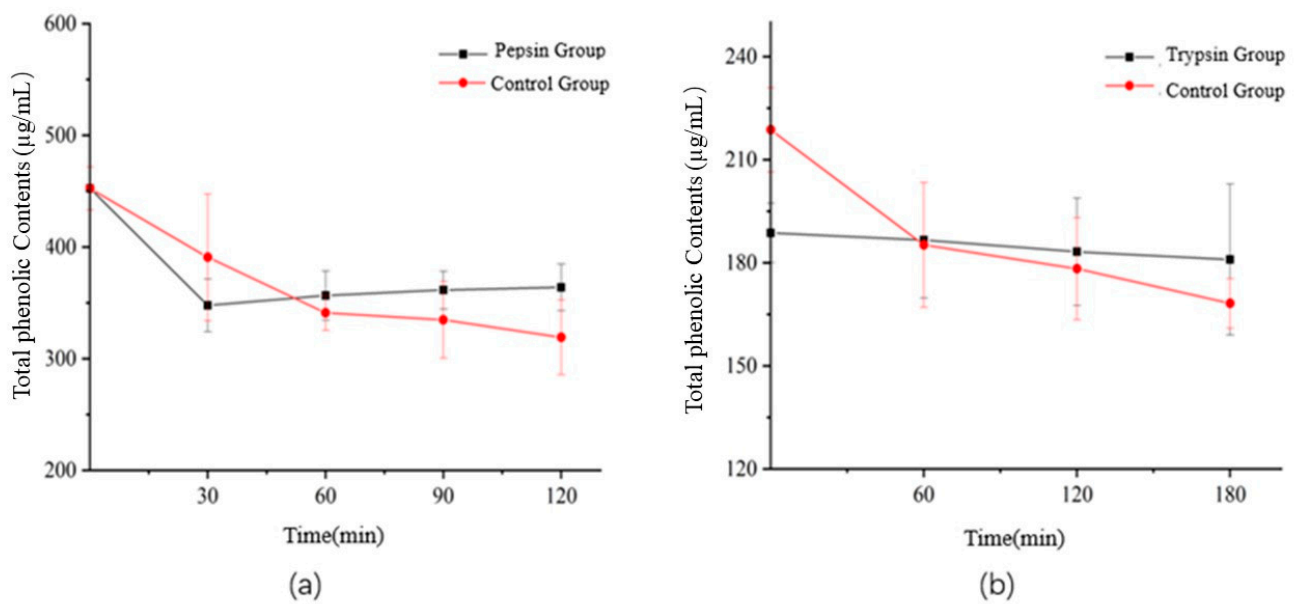 600
500
400
300
200
Total phenolic Contents (μg/mL)
Pepsin Group
Control Group
30 60 90 120
Time(min)
(a)
240
210
180
150
120
Total phenolic Contents (μg/mL)
Trypsin Group
Control Group
60 120 180
Time(min)
(b)